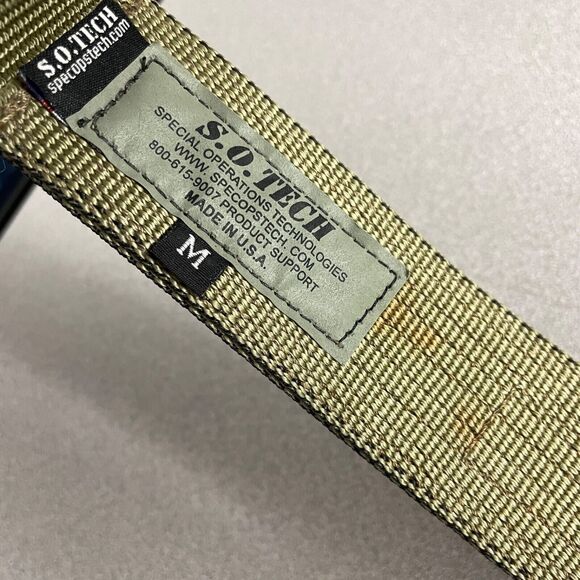 S.O.TECH
specopstech.com
S.O.TECH
SPECIAL OPERATIONS TECHNOLOGIES
WWW.SPECOPSTECH.COM
800-615-9007 PRODUCT SUPPORT
MADE IN U.S.A.
M